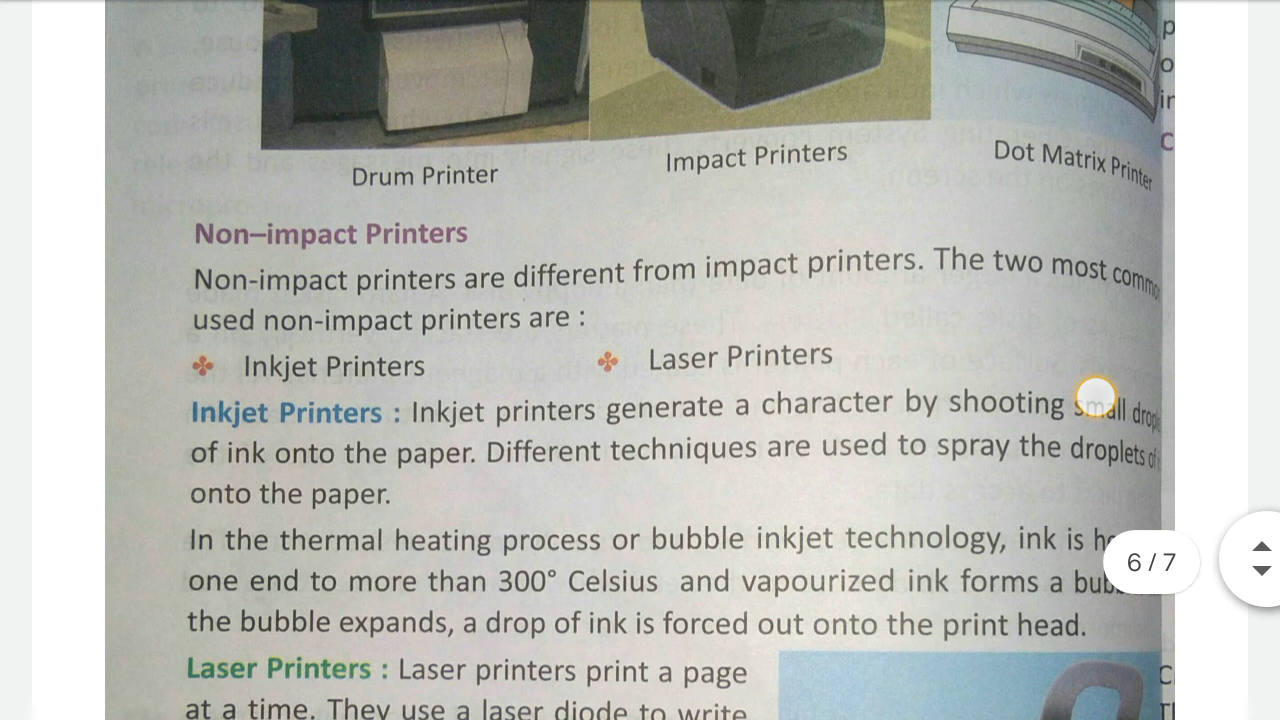 Drum Printer
Impact Printers
Dot Matrix Printer
Non–impact Printers
Non-impact printers are different from impact printers. The two most
used non-impact printers are :
❖ Inkjet Printers ❖ Laser Printers
Inkjet Printers : Inkjet printers generate a character by shooting small
of ink onto the paper. Different techniques are used to spray the droplets of
onto the paper.
In the thermal heating process or bubble inkjet technology, ink is
one end to more than 300° Celsius and vapourized ink forms a
the bubble expands, a drop of ink is forced out onto the print head.
Laser Printers : Laser printers print a page
at a time. They use a laser diode to write
6 / 7